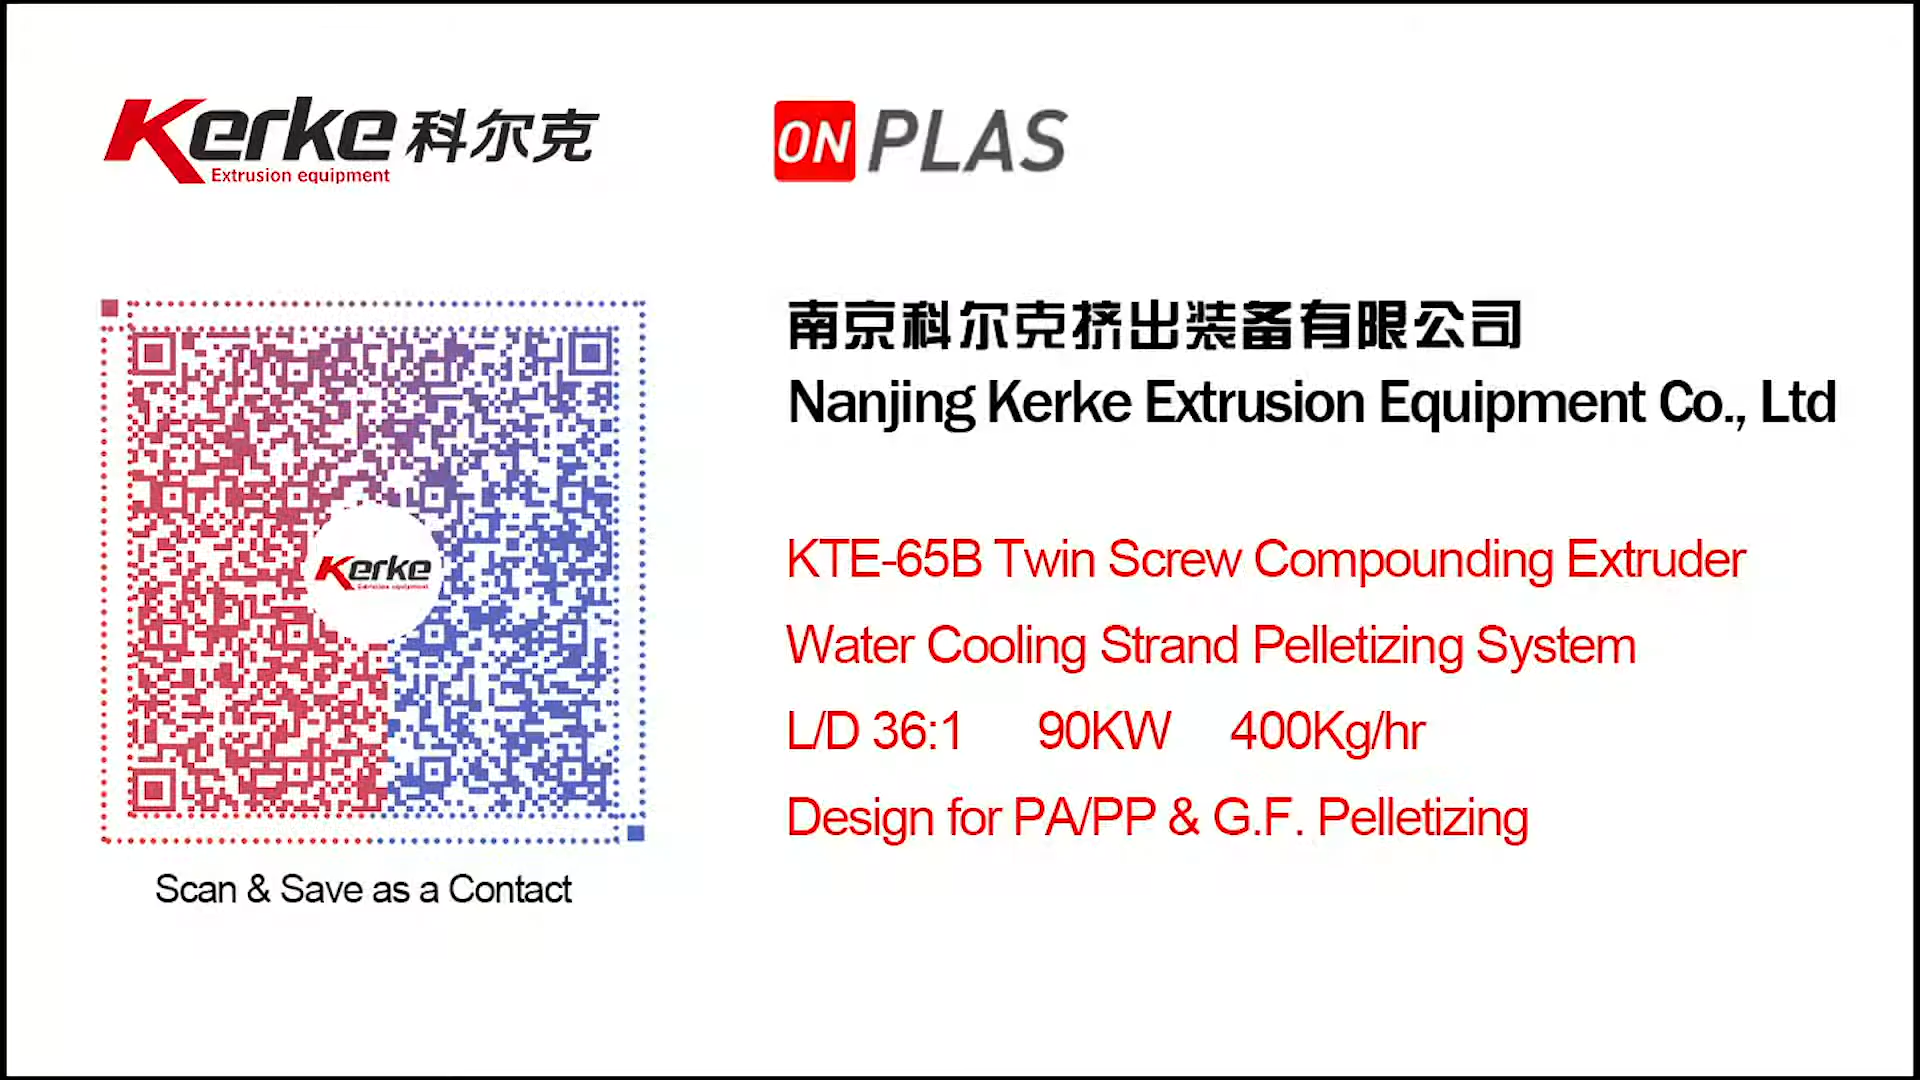 Kerke 科尔克
Extrusion equipment
ON PLAS
南京科尔克挤出装备有限公司
Nanjing Kerke Extrusion Equipment Co., Ltd
Kerke
Extrusion equipment
KTE-65B Twin Screw Compounding Extruder
Water Cooling Strand Pelletizing System
L/D 36:1 90KW 400Kg/hr
Design for PA/PP & G.F. Pelletizing
Scan & Save as a Contact